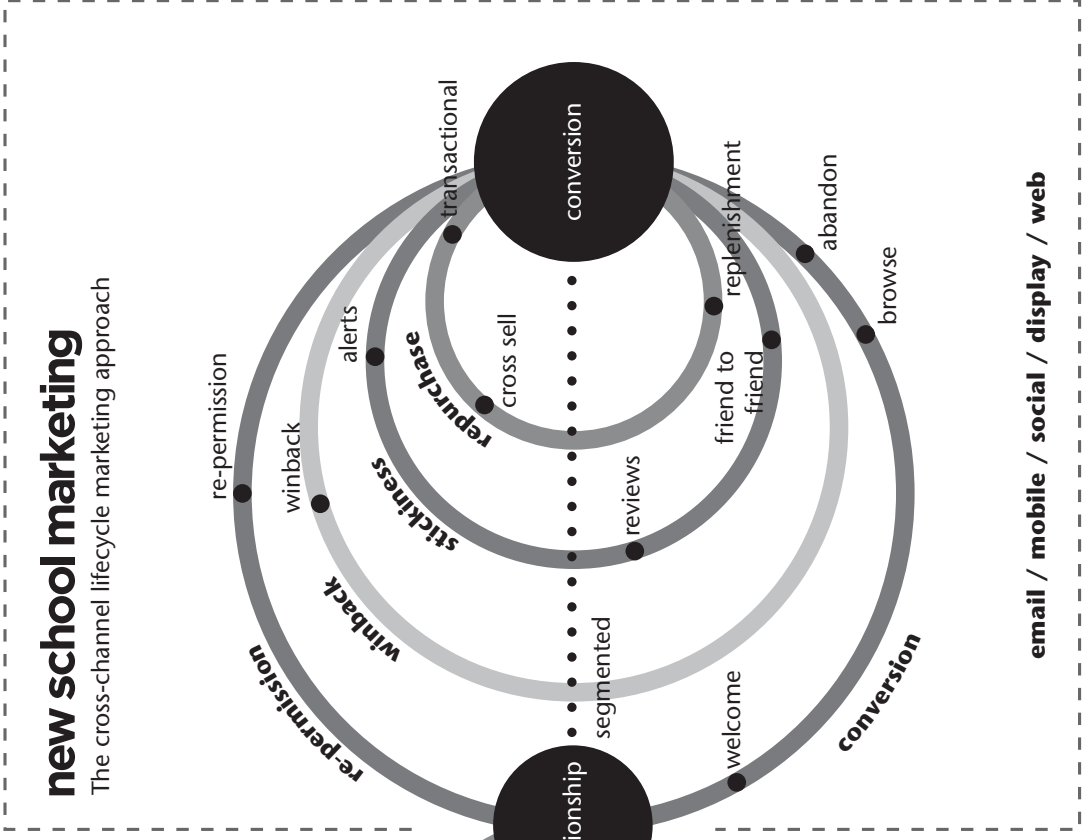 new school marketing
The cross-channel lifecycle marketing approach
re-permission
winback
alerts
transactional
re-permission
winback
stickiness
repurchase
cross sell
conversion
segmented
reviews
friend to
friend
replenishment
welcome
abandon
browse
conversion
email / mobile / social / display / web